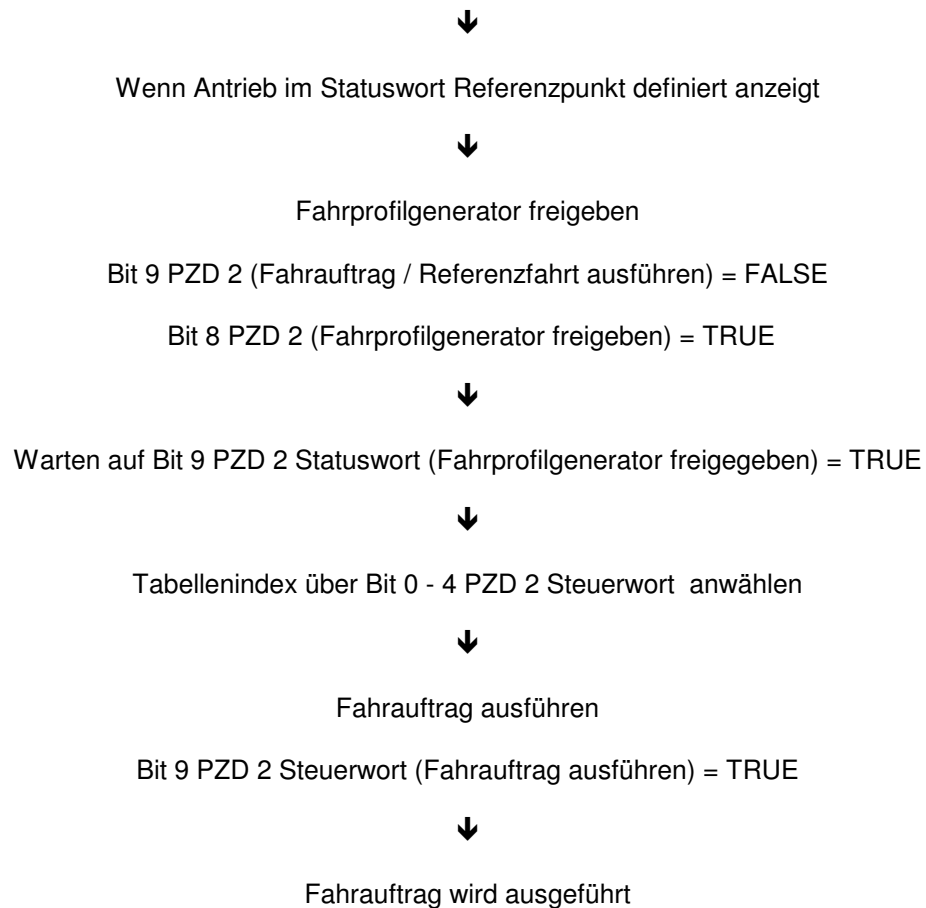 Wenn Antrieb im Statuswort Referenzpunkt definiert anzeigt
Fahrprofilgenerator freigeben
Bit 9 PZD 2 (Fahrauftrag / Referenzfahrt ausführen) = FALSE
Bit 8 PZD 2 (Fahrprofilgenerator freigeben) = TRUE
Warten auf Bit 9 PZD 2 Statuswort (Fahrprofilgenerator freigegeben) = TRUE
Tabellenindex über Bit 0 - 4 PZD 2 Steuerwort anwählen
Fahrauftrag ausführen
Bit 9 PZD 2 Steuerwort (Fahrauftrag ausführen) = TRUE
Fahrauftrag wird ausgeführt